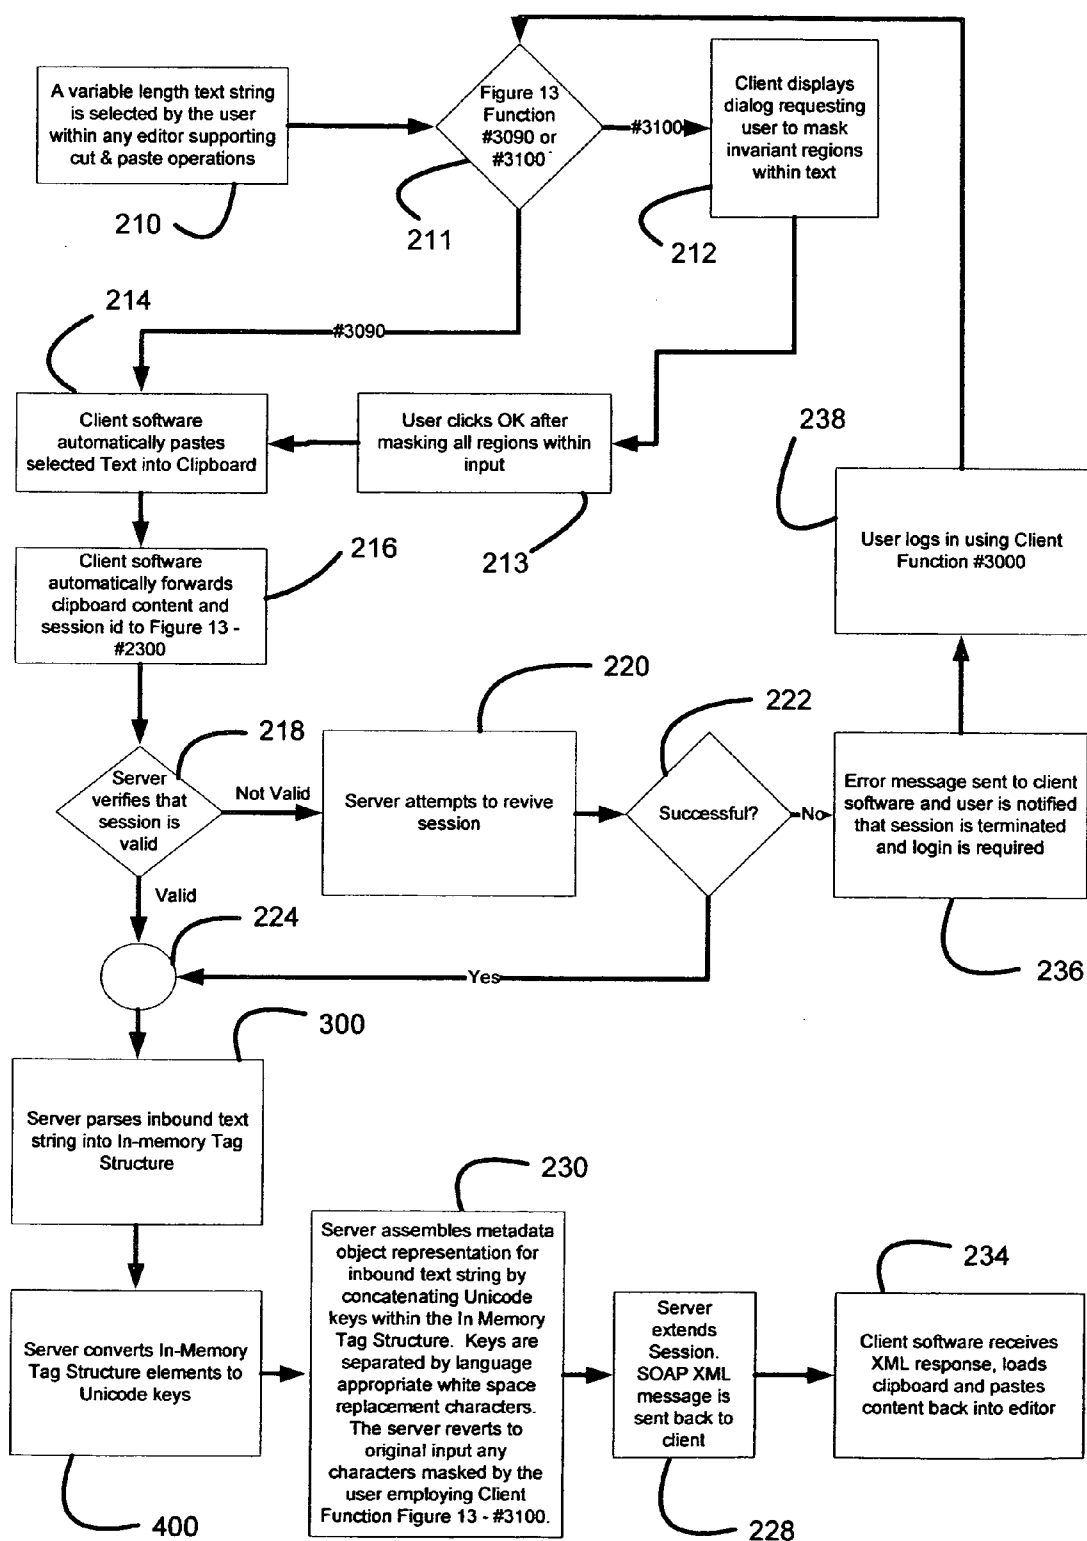 A variable length text string
is selected by the user
within any editor supporting
cut & paste operations
210
Figure 13
Function
#3090 or
#3100
211
#3100
Client displays
dialog requesting
user to mask
invariant regions
within text
212
214
#3090
Client software
automatically pastes
selected Text into Clipboard
User clicks OK after
masking all regions within
input
213
238
User logs in using Client
Function #3000
216
Client software
automatically forwards
clipboard content and
session id to Figure 13 -
#2300
218
Server
verifies that
session is
valid
Not Valid
220
Server attempts to revive
session
222
Successful?
No
Error message sent to client
software and user is notified
that session is terminated
and login is required
236
Valid
224
Yes
300
Server parses inbound text
string into In-memory Tag
Structure
Server converts In-Memory
Tag Structure elements to
Unicode keys
400
230
Server assembles metadata
object representation for
inbound text string by
concatenating Unicode
keys within the In Memory
Tag Structure. Keys are
separated by language
appropriate white space
replacement characters.
The server reverts to
original input any
characters masked by the
user employing Client
Function Figure 13 - #3100.
Server
extends
Session.
SOAP XML
message is
sent back to
client
228
234
Client software receives
XML response, loads
clipboard and pastes
content back into editor